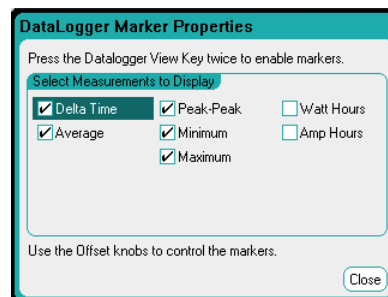 DataLogger Marker Properties
Press the Datalogger View Key twice to enable markers.
Select Measurements to Display
Delta Time Peak-Peak Watt Hours
Average Minimum Amp Hours
Maximum
Use the Offset knobs to control the markers.
Close